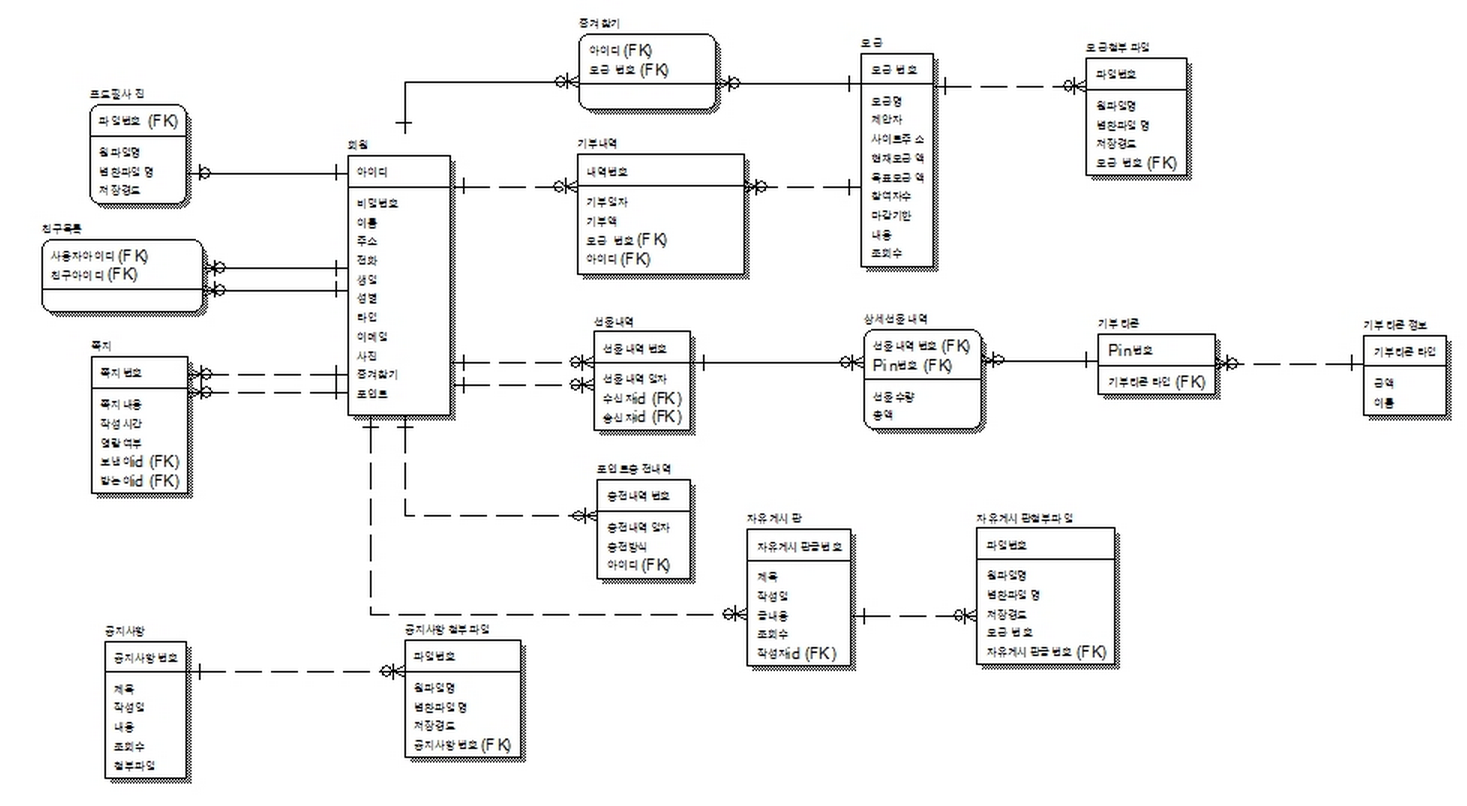 즐겨찾기
아이디 (FK)
모금 번호 (FK)
모금
모금 번호
모금명
제안자
사이트주소
현재모금액
목표모금액
참여자수
마감기한
내용
조회수
모금첨부파일
파일번호
원파일명
변환파일명
저장경로
모금 번호 (FK)
프로필사진
파일번호 (FK)
원파일명
변환파일명
저장경로
회원
아이디
비밀번호
이름
주소
전화
생일
성별
타입
이메일
사진
즐겨찾기
포인트
기부내역
내역번호
기부일자
기부액
모금 번호 (FK)
아이디 (FK)
친구목록
사용자아이디 (FK)
친구아이디 (FK)
쪽지
쪽지 번호
쪽지 내용
작성시간
열람여부
보낸이id (FK)
받는이id (FK)
선물내역
선물 내역 번호
선물 내역 일자
수신자id (FK)
송신자id (FK)
상세선물내역
선물 내역 번호 (FK)
Pin번호 (FK)
선물 수량
총액
기부 티콘
Pin번호
기부티콘 타입 (FK)
기부 티콘 정보
기부티콘 타입
금액
이름
포인트충전내역
충전내역 번호
충전내역 일자
충전방식
아이디 (FK)
자유게시판
자유게시판글번호
제목
작성일
글내용
조회수
작성자id (FK)
자유게시판첨부파일
파일번호
원파일명
변환파일명
저장경로
모금 번호
자유게시판글 번호 (FK)
공지사항
공지사항 번호
제목
작성일
내용
조회수
첨부파일
공지사항 첨부파일
파일번호
원파일명
변환파일명
저장경로
공지사항 번호 (FK)